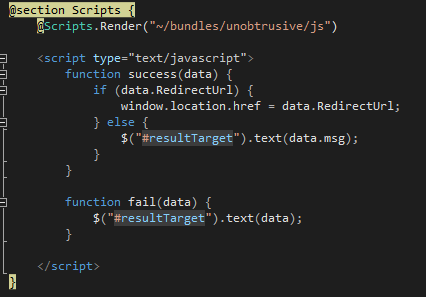 @section Scripts {
    @Scripts.Render("~/bundles/unobtrusive/js")

    <script type="text/javascript">
        function success(data) {
            if (data.RedirectUrl) {
                window.location.href = data.RedirectUrl;
            } else {
                $("#resultTarget").text(data.msg);
            }
        }

        function fail(data) {
            $("#resultTarget").text(data);
        }

    </script>
}